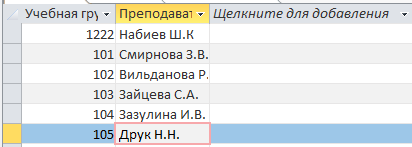 Учебная гру Преподават Щелкните для добавления
1222 Набиев Ш.К
101 Смирнова З.В.
102 Вильданова Р.
103 Зайцева С.А.
104 Зазулина И.В.
105 Друк Н.Н.